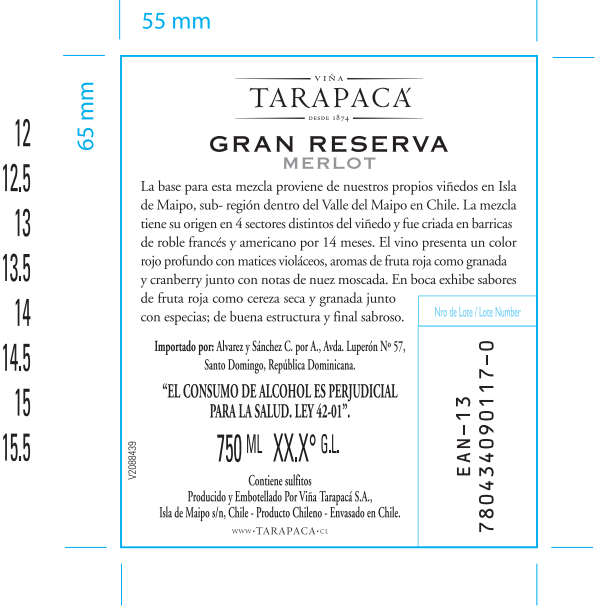 55 mm
65 mm
12
12.5
13
13.5
14
14.5
15
15.5
VIÑA
TARAPACÁ
DESDE 1874
GRAN RESERVA
MERLOT
La base para esta mezcla proviene de nuestros propios viñedos en Isla
de Maipo, sub- región dentro del Valle del Maipo en Chile. La mezcla
tiene su origen en 4 sectores distintos del viñedo y fue criada en barricas
de roble francés y americano por 14 meses. El vino presenta un color
rojo profundo con matices violáceos, aromas de fruta roja como granada
y cranberry junto con notas de nuez moscada. En boca exhibe sabores
de fruta roja como cereza seca y granada junto
con especias; de buena estructura y final sabroso.
Nro de Lote / Lote Number
Importado por: Alvarez y Sánchez C. por A., Avda. Luperón Nº 57,
Santo Domingo, República Dominicana.
“EL CONSUMO DE ALCOHOL ES PERJUDICIAL
PARA LA SALUD. LEY 42-01”.
750 ML XX.X° G.L.
V2088439
Contiene sulfitos
Producido y Embotellado Por Viña Tarapacá S.A.,
Isla de Maipo s/n, Chile - Producto Chileno - Envasado en Chile.
WWW·TARAPACA·CL
EAN-13
7804340901117-0